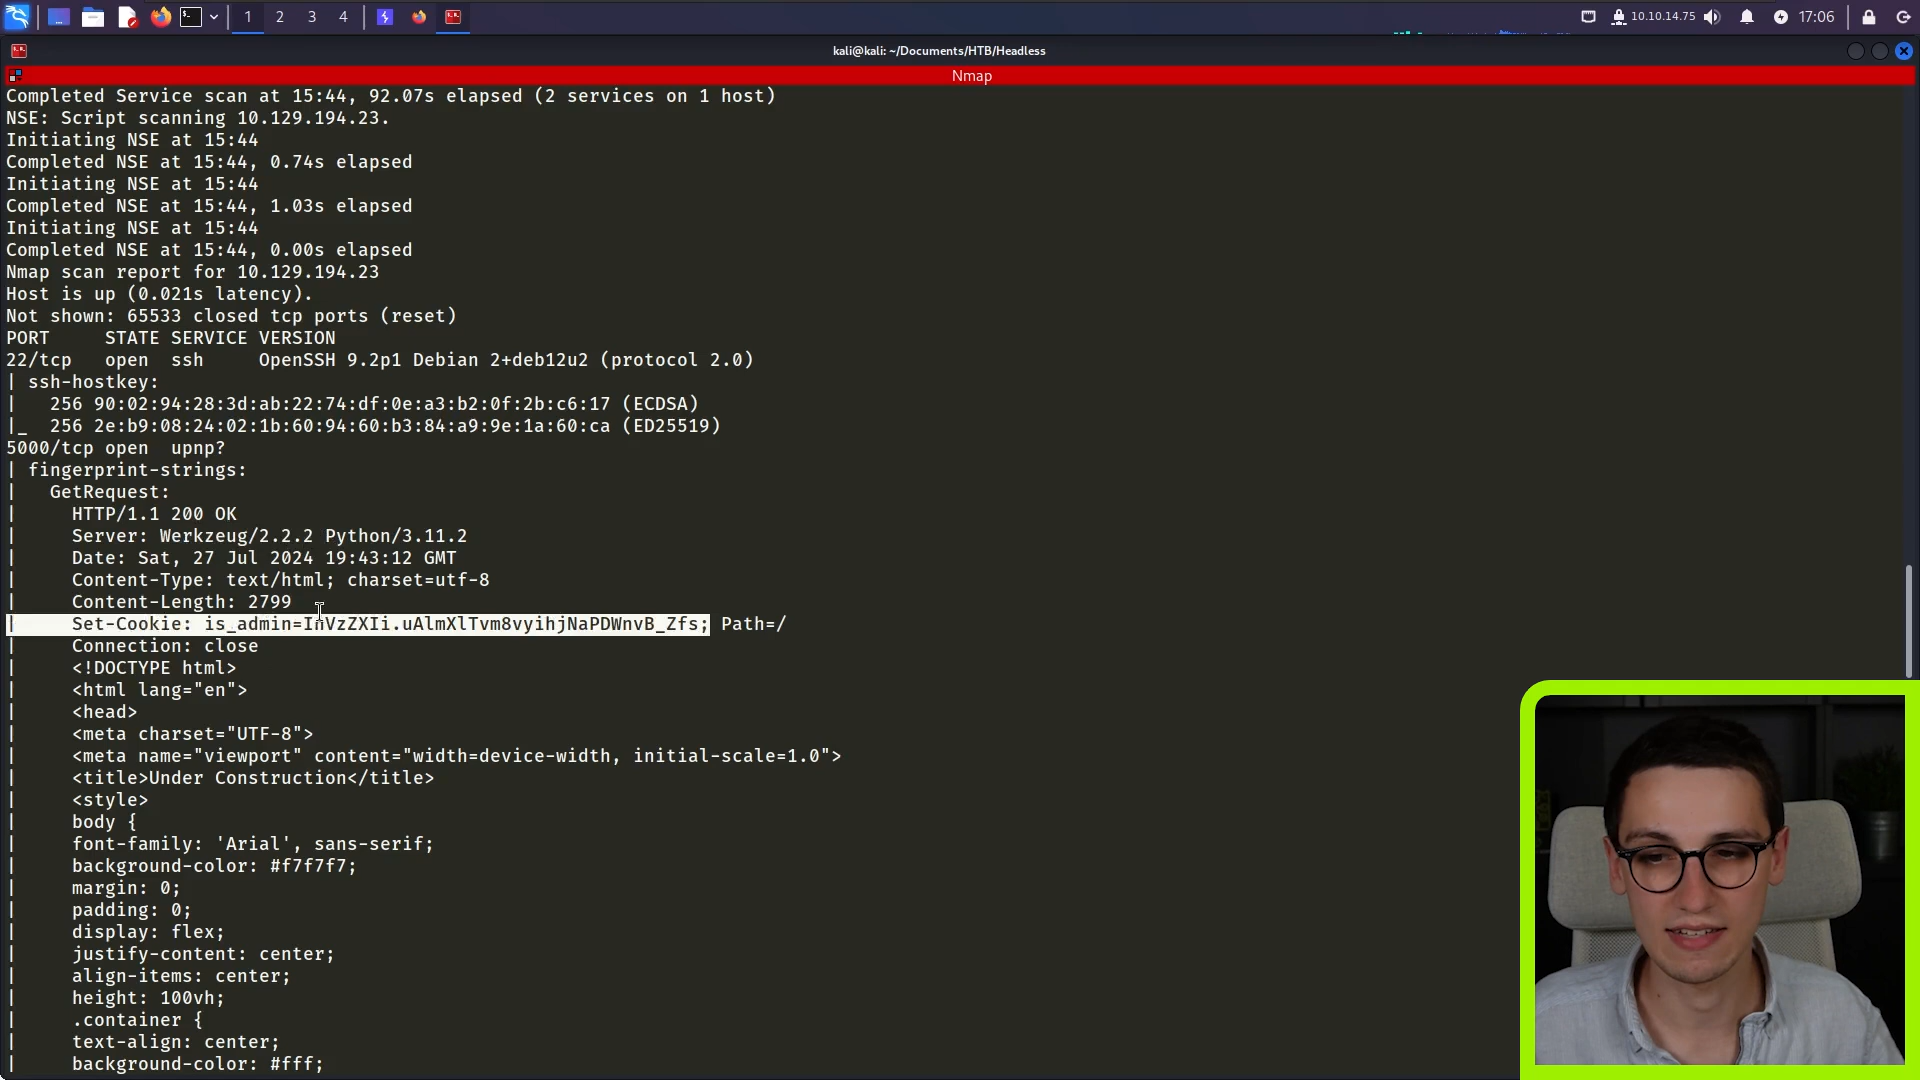 1 2 3 4
10.10.14.75
17:06
kali@kali: ~/Documents/HTB/Headless
Nmap
Completed Service scan at 15:44, 92.07s elapsed (2 services on 1 host)
NSE: Script scanning 10.129.194.23.
Initiating NSE at 15:44
Completed NSE at 15:44, 0.74s elapsed
Initiating NSE at 15:44
Completed NSE at 15:44, 1.03s elapsed
Initiating NSE at 15:44
Completed NSE at 15:44, 0.00s elapsed
Nmap scan report for 10.129.194.23
Host is up (0.021s latency).
Not shown: 65533 closed tcp ports (reset)
PORT     STATE SERVICE VERSION
22/tcp   open  ssh     OpenSSH 9.2p1 Debian 2+deb12u2 (protocol 2.0)
| ssh-hostkey:
|   256 90:02:94:28:3d:ab:22:74:df:0e:a3:b2:0f:2b:c6:17 (ECDSA)
|_  256 2e:b9:08:24:02:1b:60:94:60:b3:84:a9:9e:1a:60:ca (ED25519)
5000/tcp open  upnp?
| fingerprint-strings:
|   GetRequest:
|     HTTP/1.1 200 OK
|     Server: Werkzeug/2.2.2 Python/3.11.2
|     Date: Sat, 27 Jul 2024 19:43:12 GMT
|     Content-Type: text/html; charset=utf-8
|     Content-Length: 2799
|     Set-Cookie: is_admin=InVzZXIi.uAlmXlTvm8vyihjNaPDWnvB_Zfs; Path=/
|     Connection: close
|     <!DOCTYPE html>
|     <html lang="en">
|     <head>
|     <meta charset="UTF-8">
|     <meta name="viewport" content="width=device-width, initial-scale=1.0">
|     <title>Under Construction</title>
|     <style>
|     body {
|     font-family: 'Arial', sans-serif;
|     background-color: #f7f7f7;
|     margin: 0;
|     padding: 0;
|     display: flex;
|     justify-content: center;
|     align-items: center;
|     height: 100vh;
|     .container {
|     text-align: center;
|     background-color: #fff;